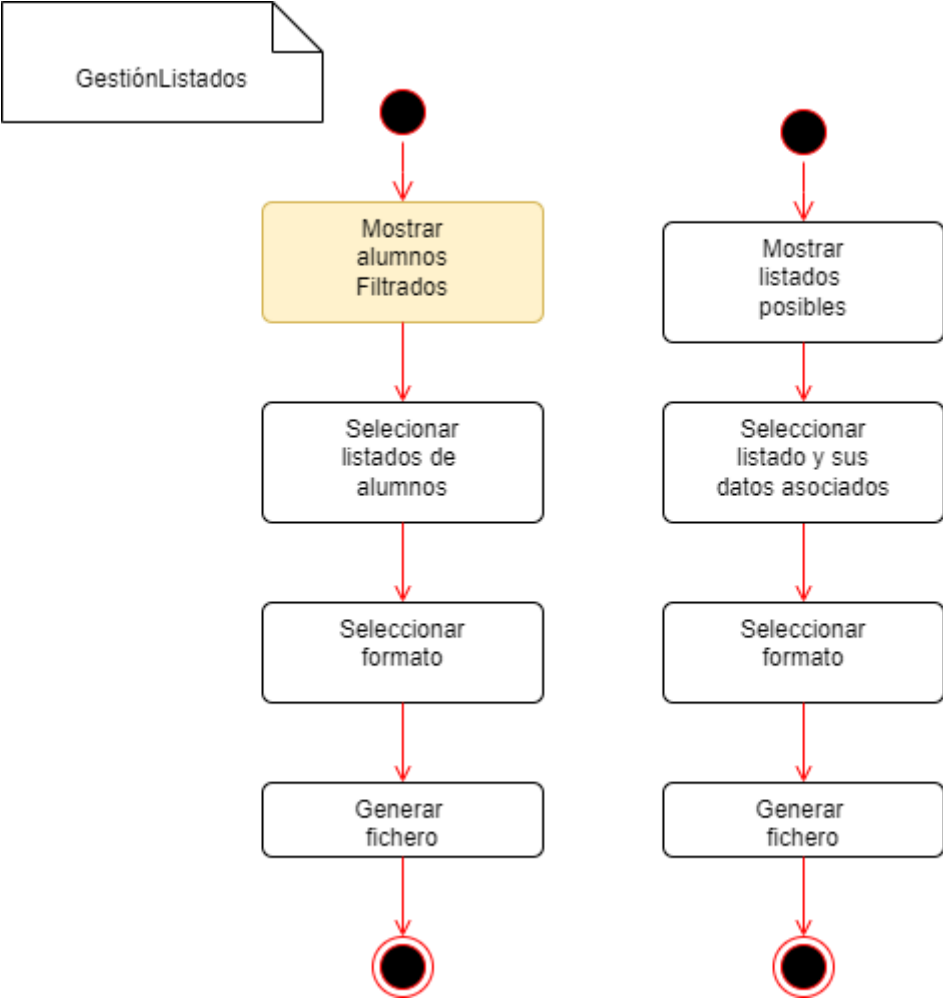 GestiónListados
Mostrar
alumnos
Filtrados
Selecionar
listados de
alumnos
Seleccionar
formato
Generar
fichero
Mostrar
listados
posibles
Seleccionar
listado y sus
datos asociados
Seleccionar
formato
Generar
fichero